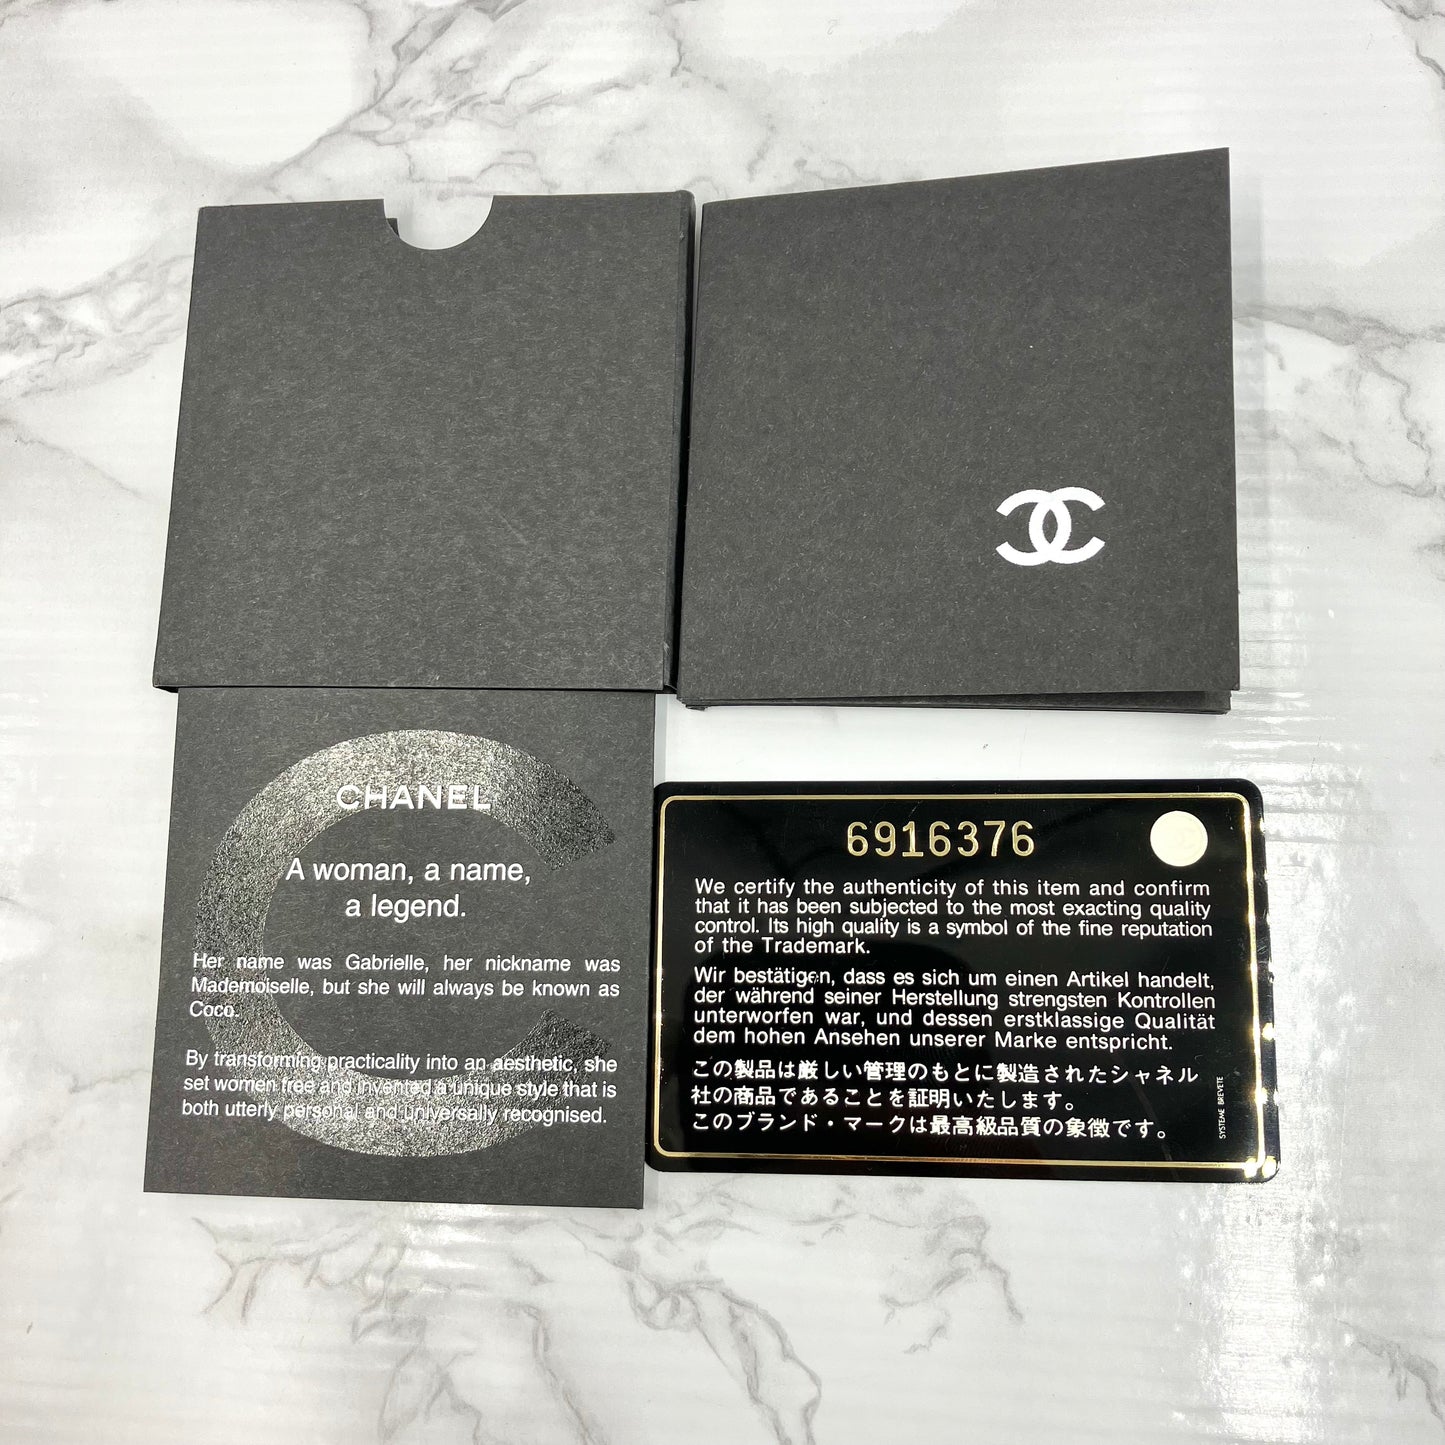 CHANEL
A woman, a name,
a legend.
Her name was Gabrielle, her nickname was
Mademoiselle, but she will always be known as
Coco.
By transforming practicality into an aesthetic, she
set women free and invented a unique style that is
both utterly personal and universally recognised.
6916376
We certify the authenticity of this item and confirm
that it has been subjected to the most exacting quality
control. Its high quality is a symbol of the fine reputation
of the Trademark.
Wir bestätigen, dass es sich um einen Artikel handelt,
der während seiner Herstellung strengsten Kontrollen
unterworfen war, und dessen erstklassige Qualität
dem hohen Ansehen unserer Marke entspricht.
この製品は厳しい管理のもとに製造されたシャネル
社の商品であることを証明いたします。
このブランド・マークは最高級品質の象徴です。
SYSTEME BREVETE